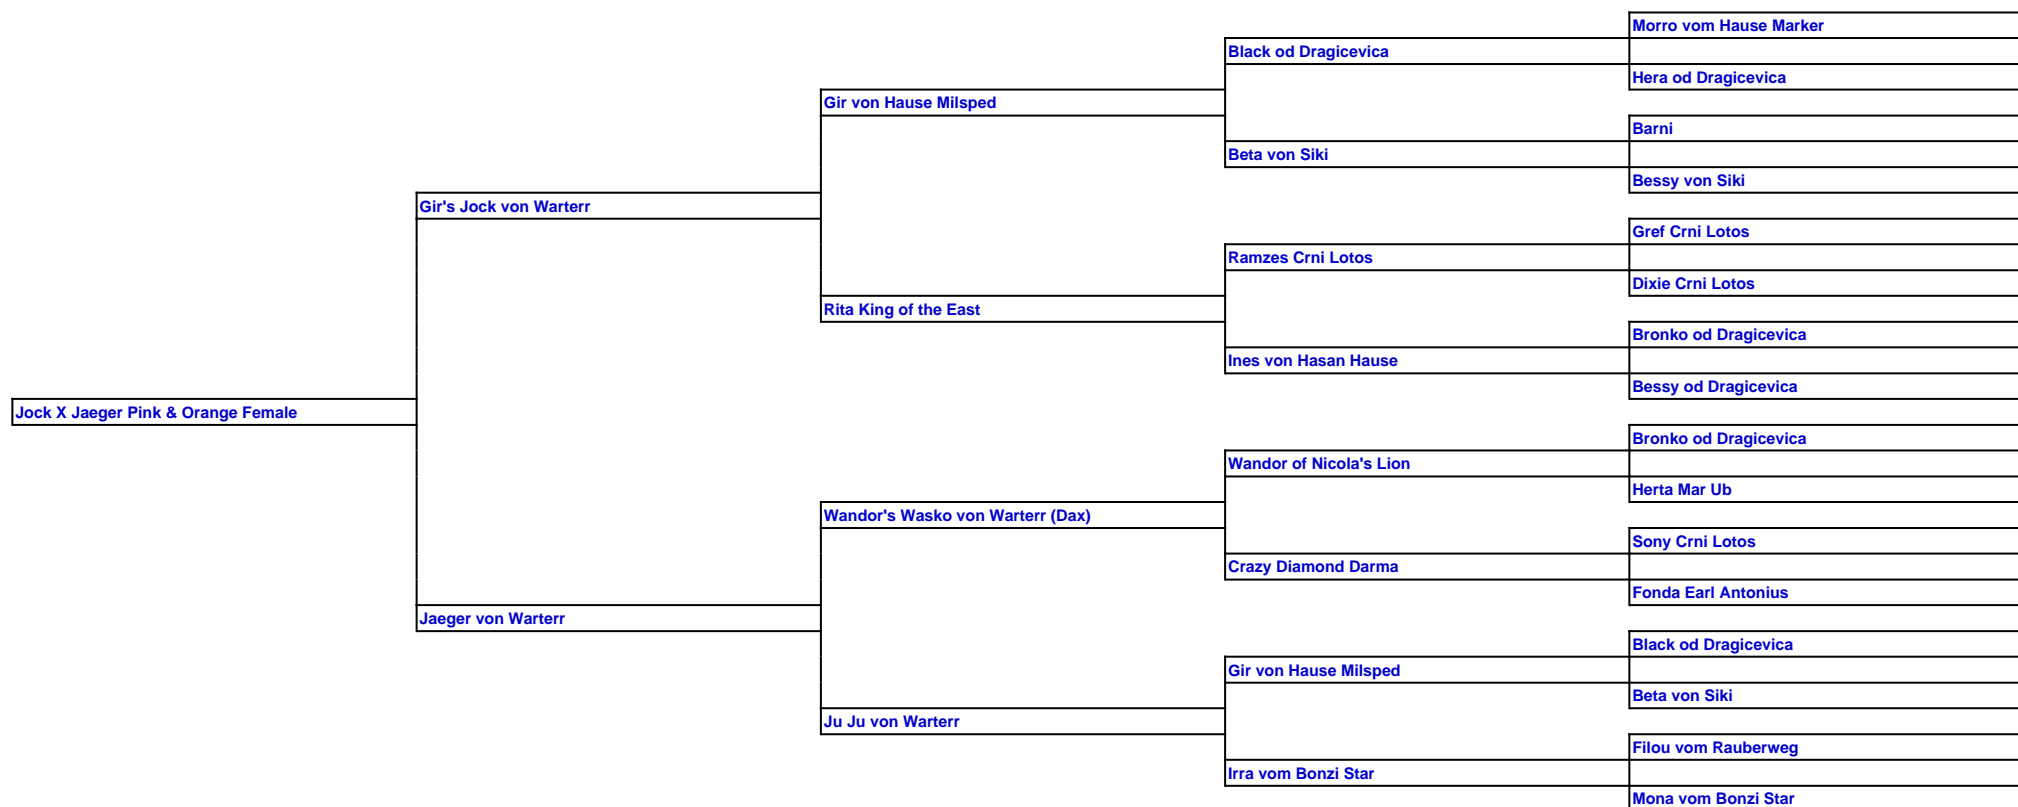 Morro vom Hause Marker
Black od Dragicevica
Hera od Dragicevica
Gir von Hause Milsped
Barni
Beta von Siki
Bessy von Siki
Gir's Jock von Warterr
Gref Crni Lotos
Ramzes Crni Lotos
Dixie Crni Lotos
Rita King of the East
Bronko od Dragicevica
Ines von Hasan Hause
Bessy od Dragicevica
Jock X Jaeger Pink & Orange Female
Bronko od Dragicevica
Wandor of Nicola's Lion
Herta Mar Ub
Wandor's Wasko von Warterr (Dax)
Sony Crni Lotos
Crazy Diamond Darma
Fonda Earl Antonius
Jaeger von Warterr
Black od Dragicevica
Gir von Hause Milsped
Beta von Siki
Ju Ju von Warterr
Filou vom Rauberweg
Irra vom Bonzi Star
Mona vom Bonzi Star